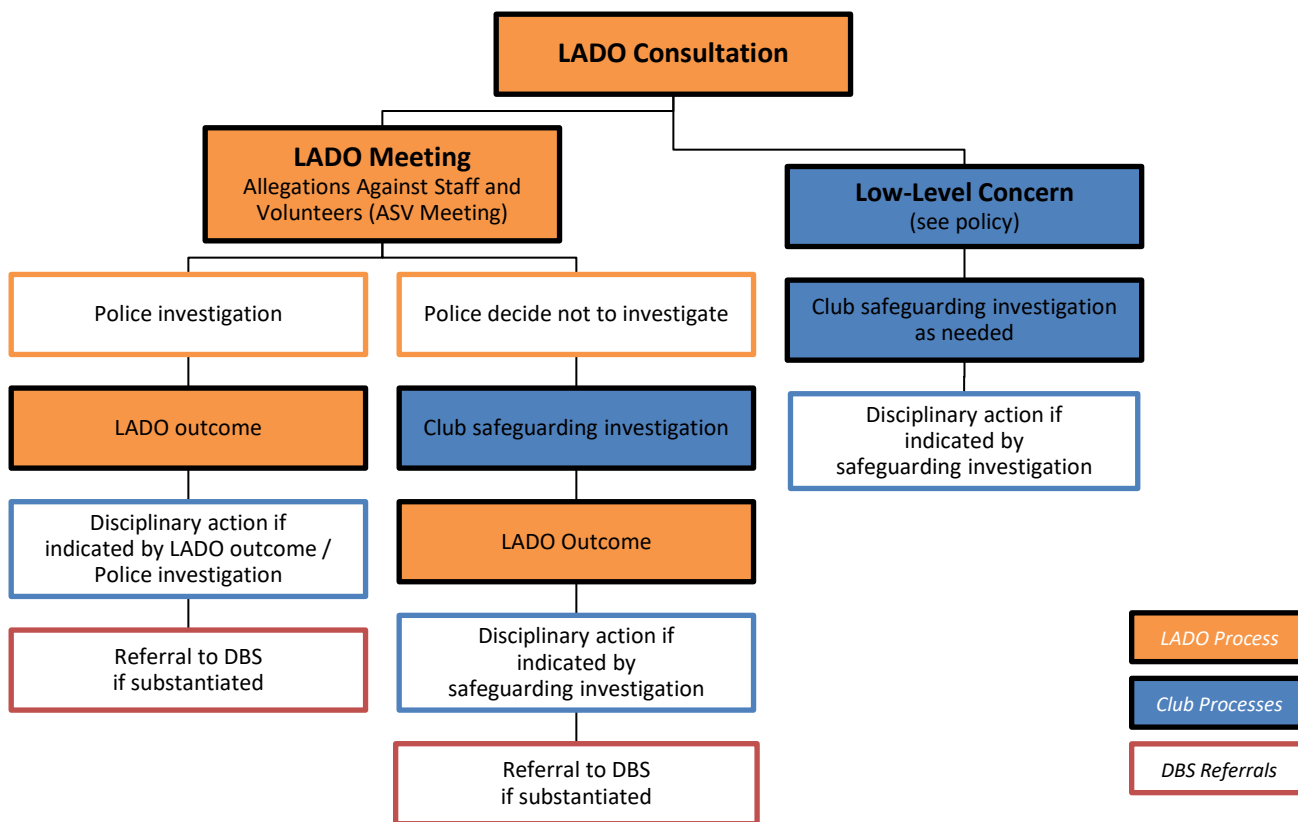 LADO Consultation
LADO Meeting
Allegations Against Staff and
Volunteers (ASV Meeting)
Low-Level Concern
(see policy)
Police investigation
Police decide not to investigate
Club safeguarding investigation
as needed
LADO outcome
Club safeguarding investigation
Disciplinary action if
indicated by
safeguarding investigation
Disciplinary action if
indicated by LADO outcome /
Police investigation
LADO Outcome
Referral to DBS
if substantiated
Disciplinary action if
indicated by
safeguarding investigation
Referral to DBS
if substantiated
LADO Process
Club Processes
DBS Referrals